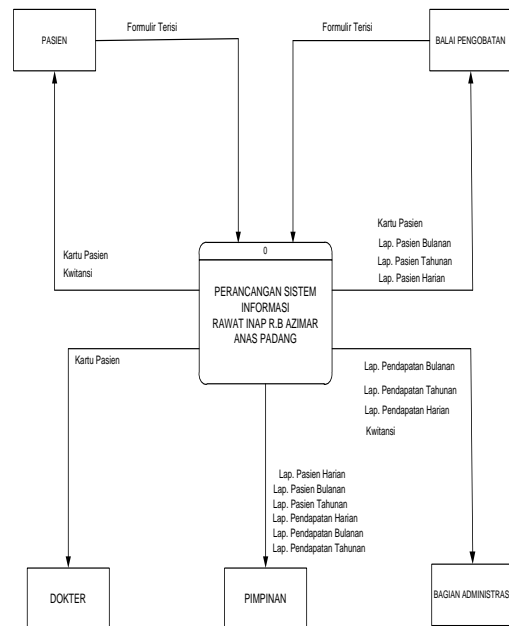 Formulir Terisi
Formulir Terisi
PASIEN
BALAI PENGOBATAN
Kartu Pasien
Lap. Pasien Bulanan
Lap. Pasien Tahunan
Lap. Pasien Harian
Kartu Pasien
Kwitansi
0
PERANCANGAN SISTEM
INFORMASI
RAWAT INAP R.B AZIMAR
ANAS PADANG
Kartu Pasien
Lap. Pendapatan Bulanan
Lap. Pendapatan Tahunan
Lap. Pendapatan Harian
Kwitansi
Lap. Pasien Harian
Lap. Pasien Bulanan
Lap. Pasien Tahunan
Lap. Pendapatan Harian
Lap. Pendapatan Bulanan
Lap. Pendapatan Tahunan
DOKTER
PIMPINAN
BAGIAN ADMINISTRAS